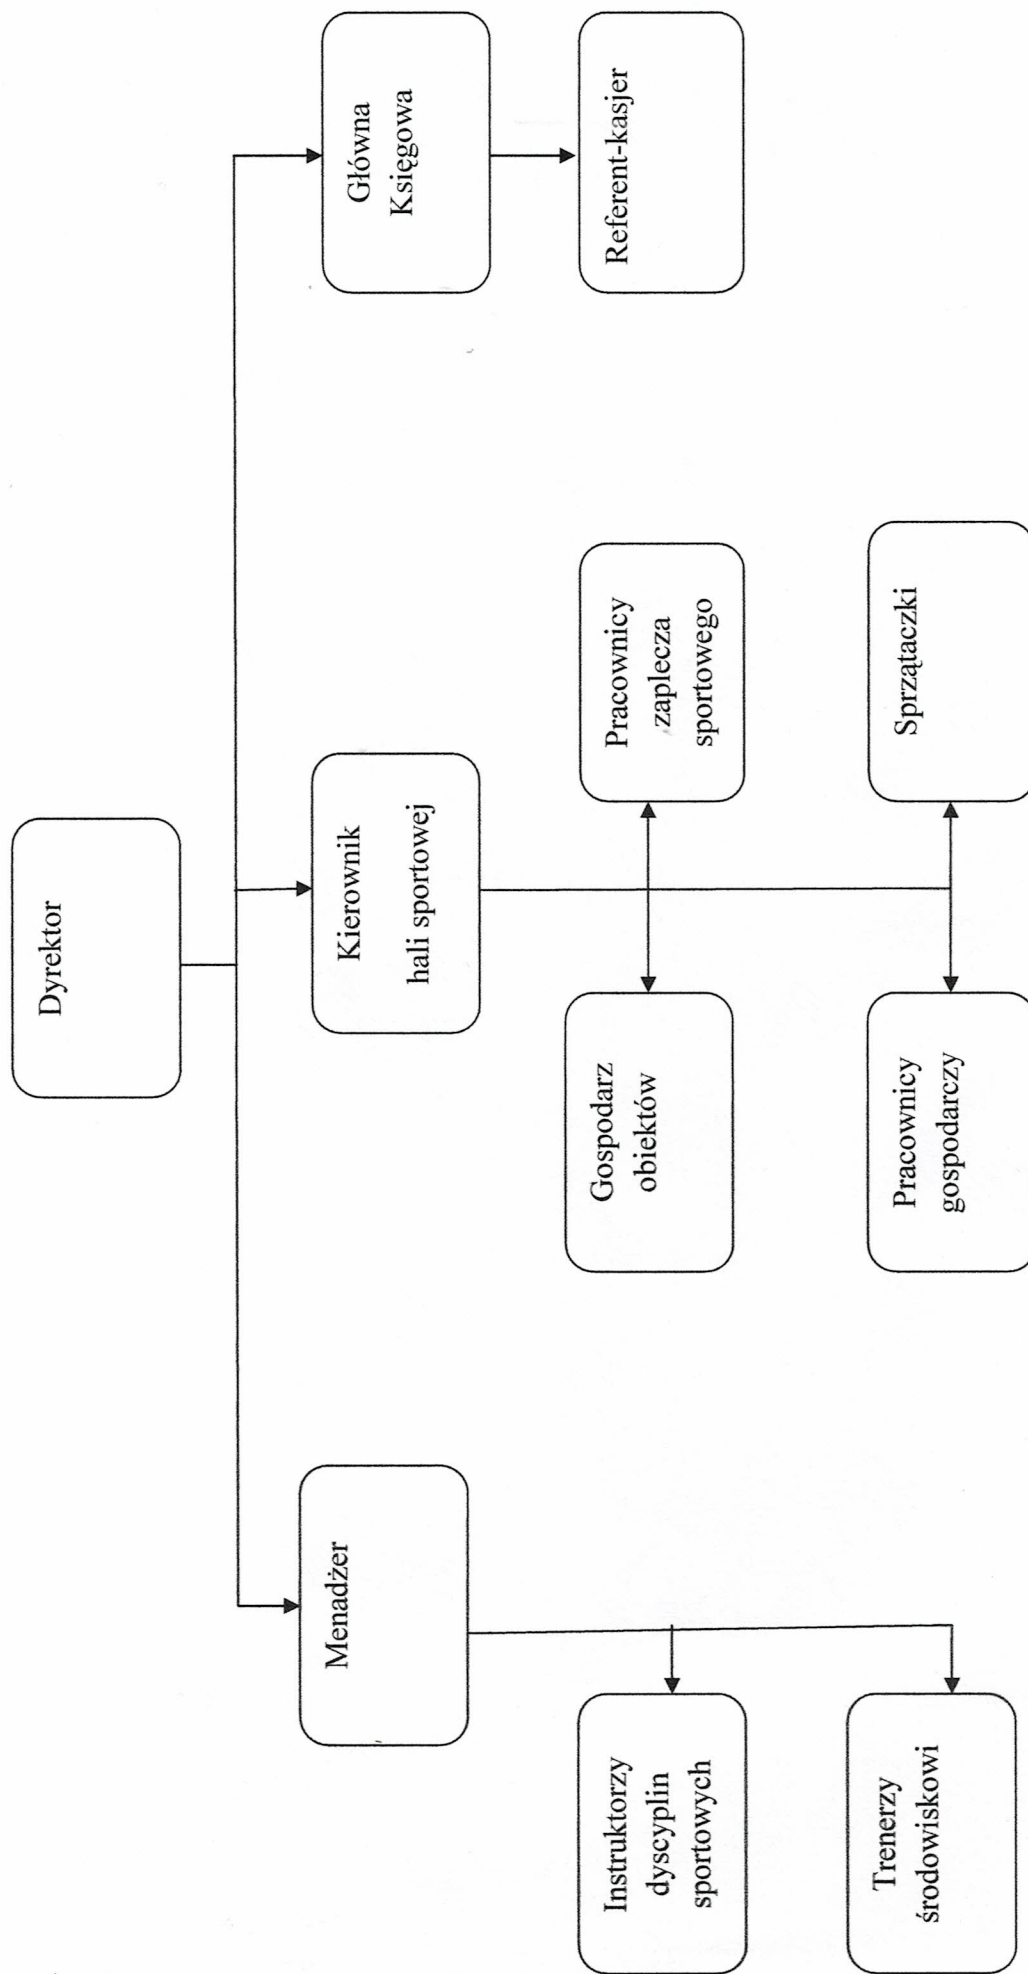 Dyrektor
Menadżer
Kierownik
hali sportowej
Główna
Księgowa
Instruktorzy
dyscyplin
sportowych
Gospodarz
obiektów
Pracownicy
zaplecza
sportowego
Referent-kasjer
Trenerzy
środowiskowi
Pracownicy
gospodarczy
Sprzątaczki